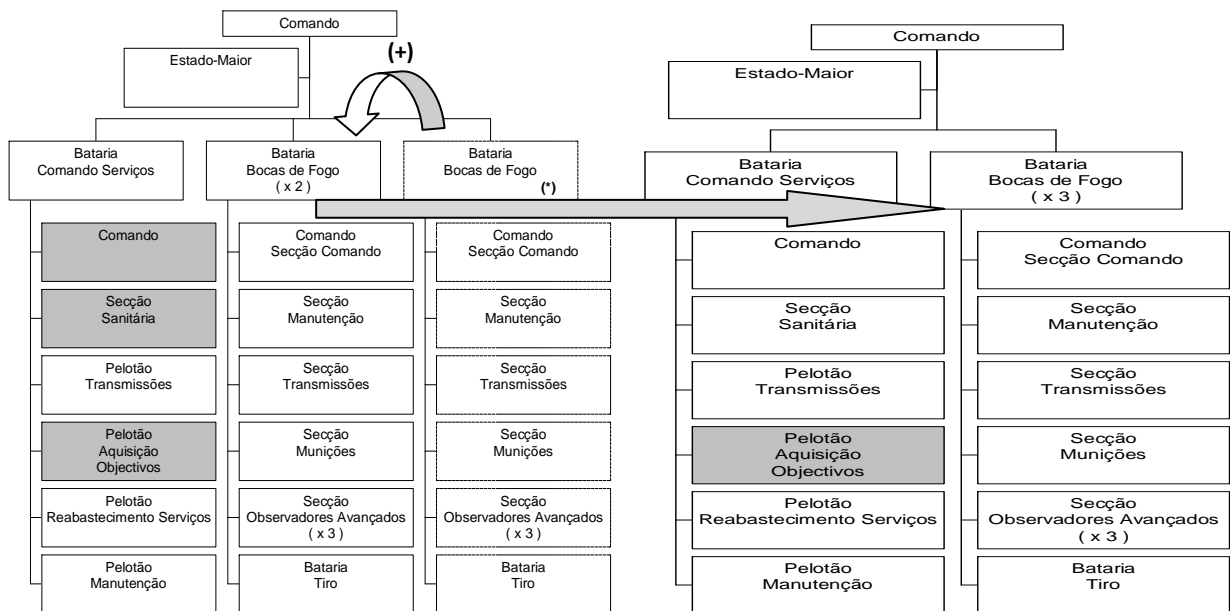 Comando
(+)
Estado-Maior
Bataria
Comando Serviços
Bataria
Bocas de Fogo
( x 2 )
Bataria
Bocas de Fogo
(*)
Comando
Secção
Sanitária
Pelotão
Transmissões
Pelotão
Aquisição
Objectivos
Pelotão
Reabastecimento Serviços
Pelotão
Manutenção
Comando
Secção Comando
Secção
Manutenção
Secção
Transmissões
Secção
Munições
Secção
Observadores Avançados
( x 3 )
Bataria
Tiro
Comando
Secção Comando
Secção
Manutenção
Secção
Transmissões
Secção
Munições
Secção
Observadores Avançados
( x 3 )
Bataria
Tiro
Comando
Estado-Maior
Bataria
Comando Serviços
Bataria
Bocas de Fogo
( x 3 )
Comando
Secção
Sanitária
Pelotão
Transmissões
Pelotão
Aquisição
Objectivos
Pelotão
Reabastecimento Serviços
Pelotão
Manutenção
Comando
Secção Comando
Secção
Manutenção
Secção
Transmissões
Secção
Munições
Secção
Observadores Avançados
( x 3 )
Bataria
Tiro